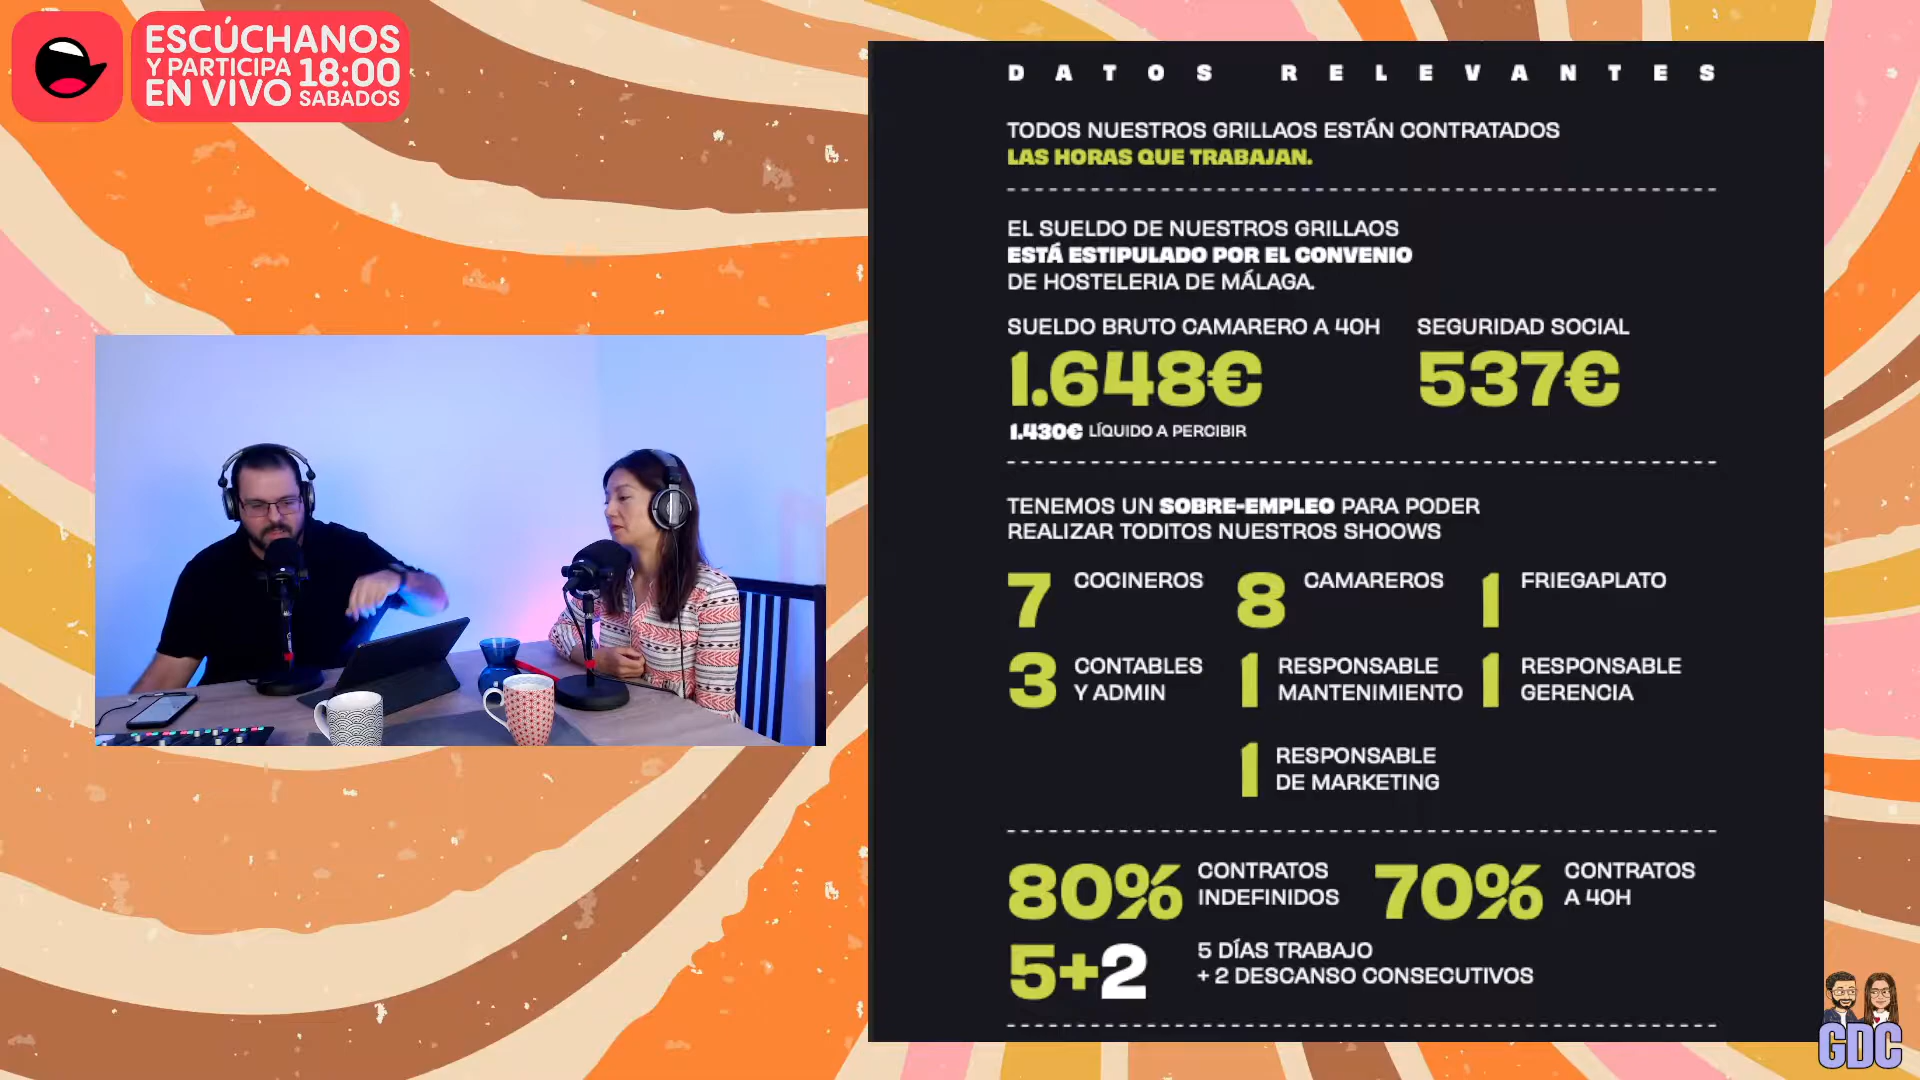 ESCÚCHANOS
Y PARTICIPA
EN VIVO
18:00
SABADOS
DATOS RELEVANTES
TODOS NUESTROS GRILLAOS ESTÁN CONTRATADOS
LAS HORAS QUE TRABAJAN.
EL SUELDO DE NUESTROS GRILLAOS
ESTÁ ESTIPULADO POR EL CONVENIO
DE HOSTELERIA DE MÁLAGA.
SUELDO BRUTO CAMARERO A 40H
1.648€
1.430€ LÍQUIDO A PERCIBIR
SEGURIDAD SOCIAL
537€
TENEMOS UN SOBRE-EMPLEO PARA PODER
REALIZAR TODITOS NUESTROS SHOOWS
7 COCINEROS
8 CAMAREROS
1 FRIEGAPLATO
3 CONTABLES
Y ADMIN
1 RESPONSABLE
MANTENIMIENTO
1 RESPONSABLE
GERENCIA
1 RESPONSABLE
DE MARKETING
80% CONTRATOS
INDEFINIDOS
70% CONTRATOS
A 40H
5+2 5 DÍAS TRABAJO
+ 2 DESCANSO CONSECUTIVOS
GDC